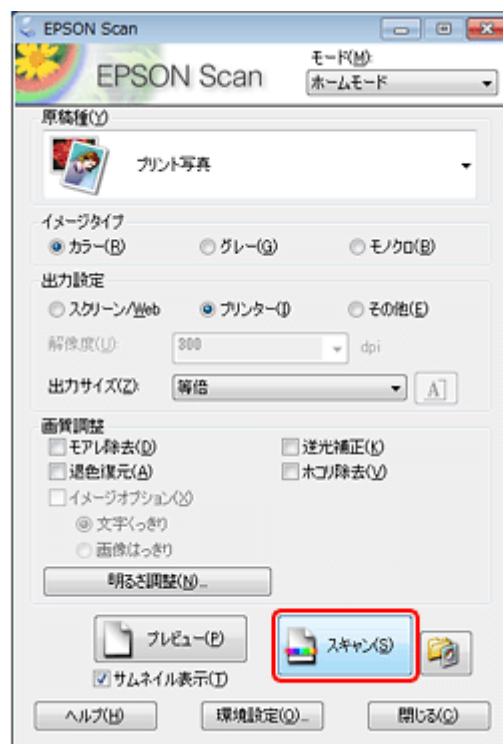 EPSON Scan
EPSON Scan
モード(M):
ホームモード
原稿種(Y)
プリント写真
イメージタイプ
カラー(R) グレー(G) モノクロ(B)
出力設定
スクリーン/Web プリンター(I) その他(E)
解像度(U): 300 dpi
出力サイズ(Z): 等倍 A
画質調整
モアレ除去(D) 逆光補正(K)
退色復元(A) ホコリ除去(V)
イメージオプション(X)
文字くっきり
画像はっきり
明るさ調整(N)...
プレビュー(P) スキャン(S)
サムネイル表示(T)
ヘルプ(H) 環境設定(O)... 閉じる(C)